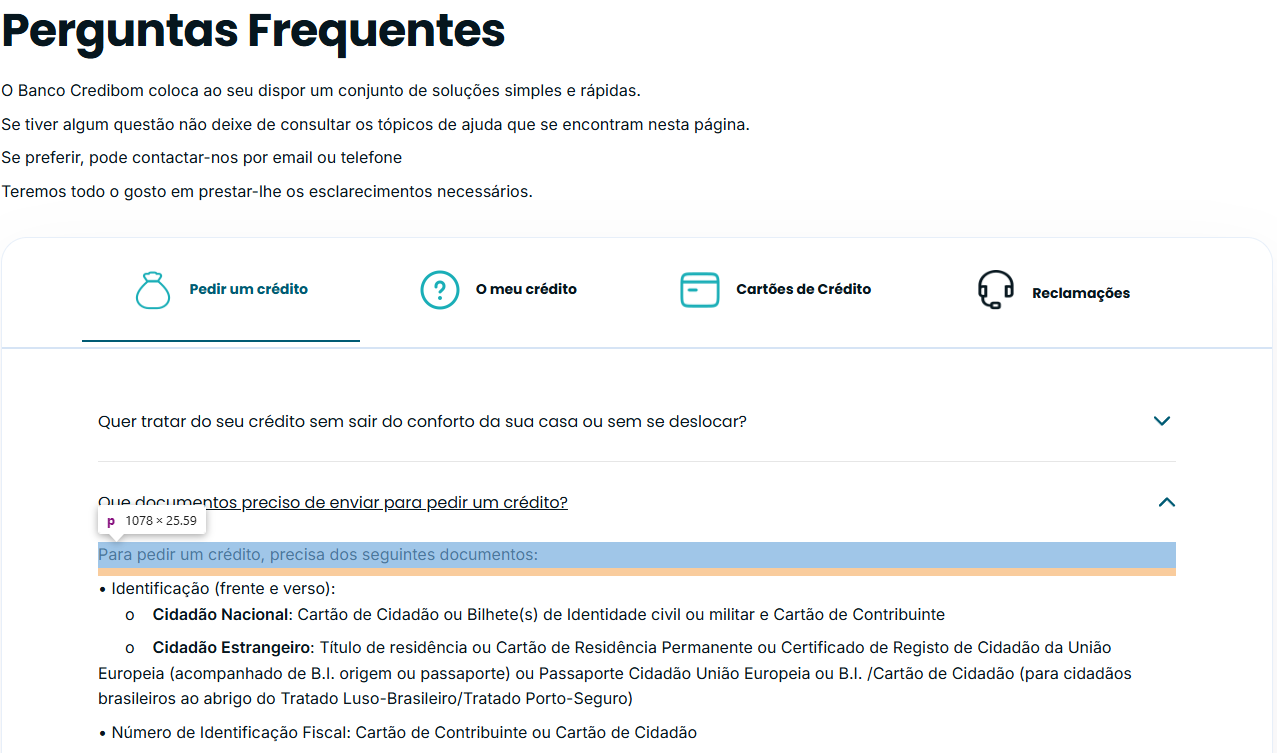 Perguntas Frequentes
O Banco Credibom coloca ao seu dispor um conjunto de soluções simples e rápidas.
Se tiver algum questão não deixe de consultar os tópicos de ajuda que se encontram nesta página.
Se preferir, pode contactar-nos por email ou telefone
Teremos todo o gosto em prestar-lhe os esclarecimentos necessários.
Pedir um crédito
O meu crédito
Cartões de Crédito
Reclamações
Quer tratar do seu crédito sem sair do conforto da sua casa ou sem se deslocar?
Que documentos preciso de enviar para pedir um crédito?
p 1078 × 25.59
Para pedir um crédito, precisa dos seguintes documentos:
• Identificação (frente e verso):
o Cidadão Nacional: Cartão de Cidadão ou Bilhete(s) de Identidade civil ou militar e Cartão de Contribuinte
o Cidadão Estrangeiro: Título de residência ou Cartão de Residência Permanente ou Certificado de Registo de Cidadão da União
Europeia (acompanhado de B.I. origem ou passaporte) ou Passaporte Cidadão União Europeia ou B.I. /Cartão de Cidadão (para cidadãos
brasileiros ao abrigo do Tratado Luso-Brasileiro/Tratado Porto-Seguro)
• Número de Identificação Fiscal: Cartão de Contribuinte ou Cartão de Cidadão